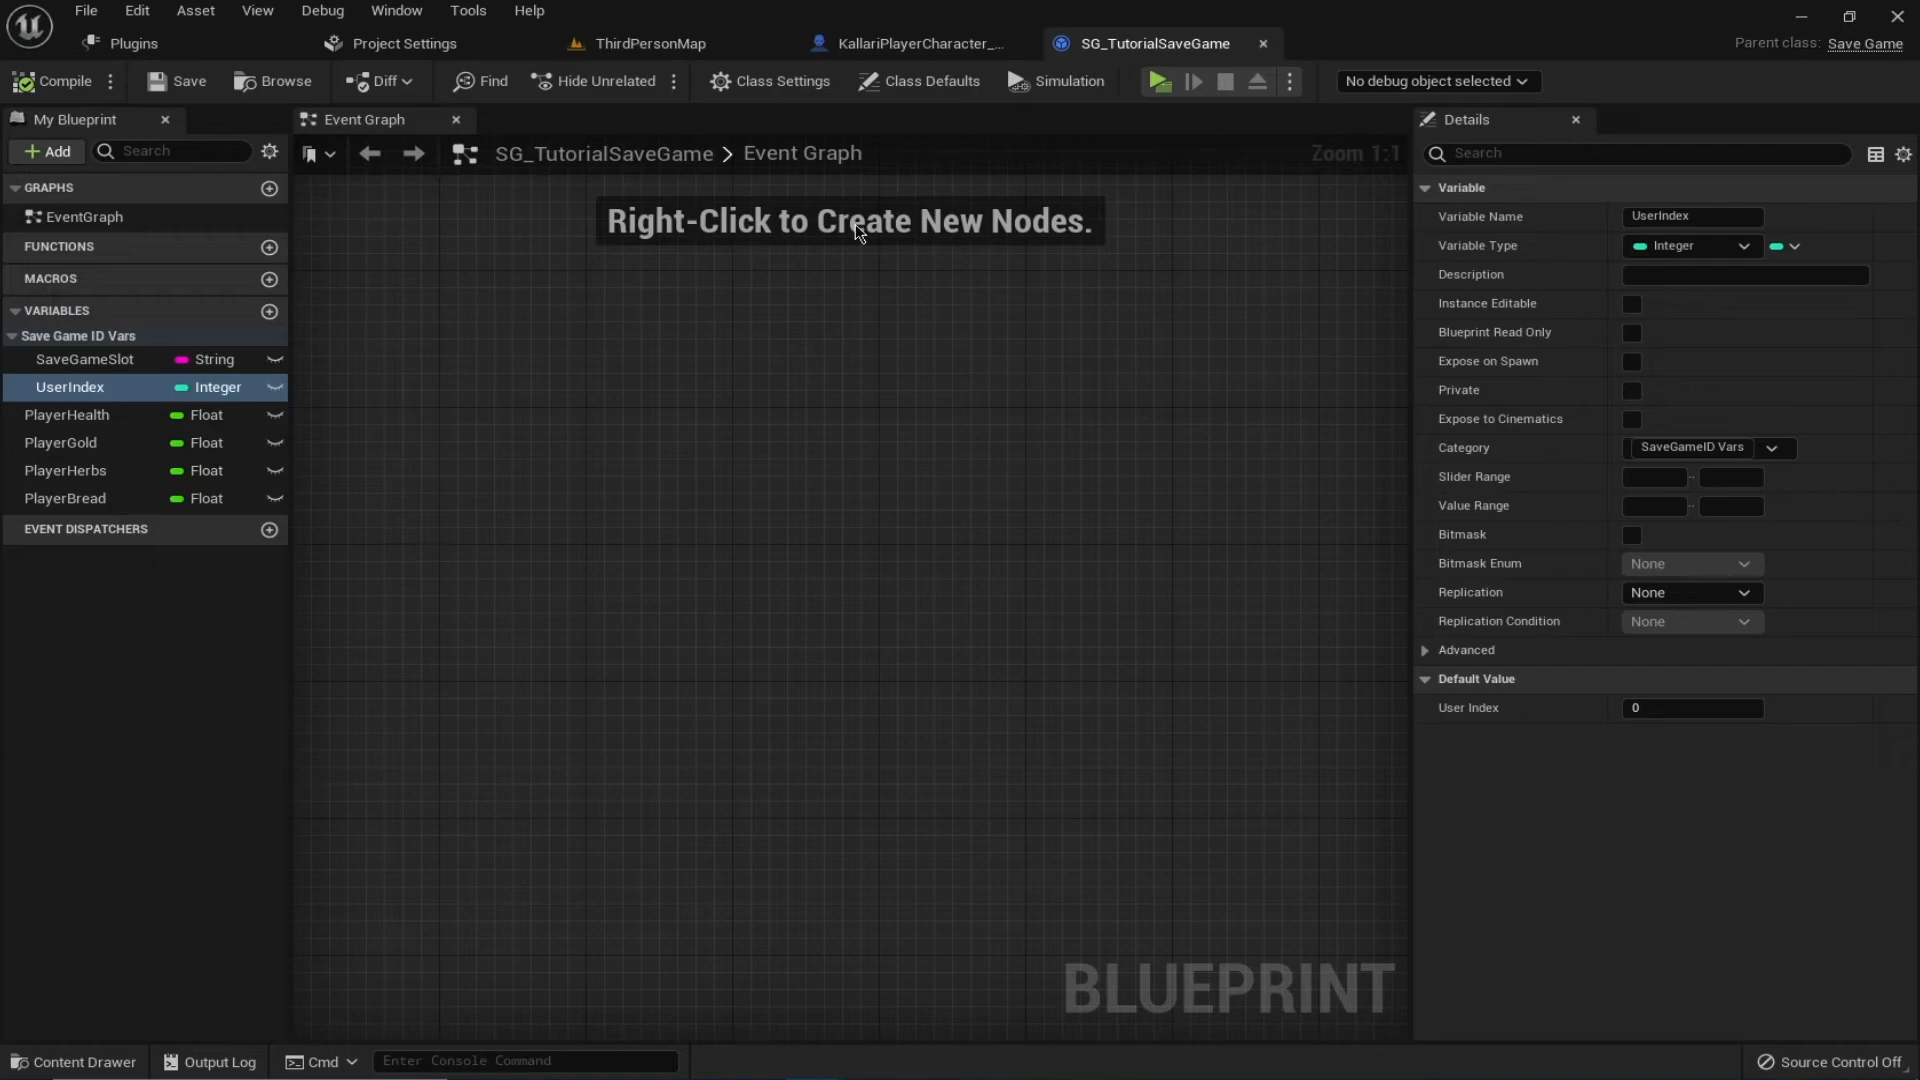 File Edit Asset View Debug Window Tools Help
Plugins Project Settings ThirdPersonMap KallariPlayerCharacter_... SG_TutorialSaveGame Parent class: Save Game
Compile Save Browse Diff Find Hide Unrelated Class Settings Class Defaults Simulation No debug object selected
My Blueprint Event Graph Details
Add Search SG_TutorialSaveGame > Event Graph Zoom 1:1 Search
GRAPHS
EventGraph
FUNCTIONS
MACROS
VARIABLES
Save Game ID Vars
SaveGameSlot String
UserIndex Integer
PlayerHealth Float
PlayerGold Float
PlayerHerbs Float
PlayerBread Float
EVENT DISPATCHERS
Right-Click to Create New Nodes.
BLUEPRINT
Variable
Variable Name UserIndex
Variable Type Integer
Description
Instance Editable
Blueprint Read Only
Expose on Spawn
Private
Expose to Cinematics
Category SaveGameID Vars
Slider Range
Value Range
Bitmask
Bitmask Enum None
Replication None
Replication Condition None
Advanced
Default Value
User Index 0
Content Drawer Output Log Cmd Enter Console Command Source Control Off